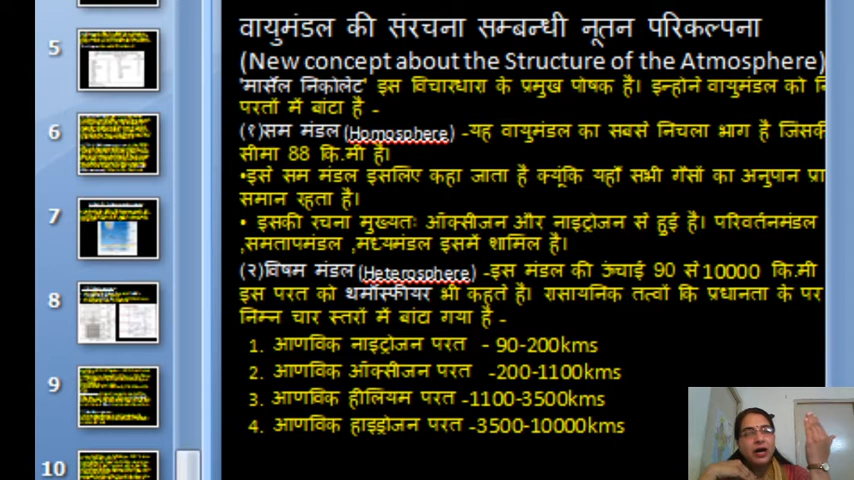 5
6
7
8
9
10
वायुमंडल की संरचना सम्बन्धी नूतन परिकल्पना
(New concept about the Structure of the Atmosphere)
'मार्सेल निकोलेट' इस विचारधारा के प्रमुख पोषक है। इन्होने वायुमंडल को
परतों में बांटा है -
(१)सम मंडल(Homosphere) -यह वायुमंडल का सबसे निचला भाग है जिसकी
सीमा 88 कि.मी है।
•इसे सम मंडल इसलिए कहा जाता है क्यूंकि यहाँ सभी गैसों का अनुपान प्रा
समान रहता है।
• इसकी रचना मुख्यतः ऑक्सीजन और नाइट्रोजन से हुई है। परिवर्तनमंडल
,समतापमंडल ,मध्यमंडल इसमें शामिल है।
(२)विषम मंडल(Heterosphere) -इस मंडल की ऊंचाई 90 से10000 कि.मी
इस परत को थर्मोस्फीयर भी कहते है। रासायनिक तत्वों कि प्रधानता के पर
निम्न चार स्तरों में बांटा गया है -
1. आणविक नाइट्रोजन परत - 90-200kms
2. आणविक ऑक्सीजन परत -200-1100kms
3. आणविक हीलियम परत -1100-3500kms
4. आणविक हाइड्रोजन परत -3500-10000kms